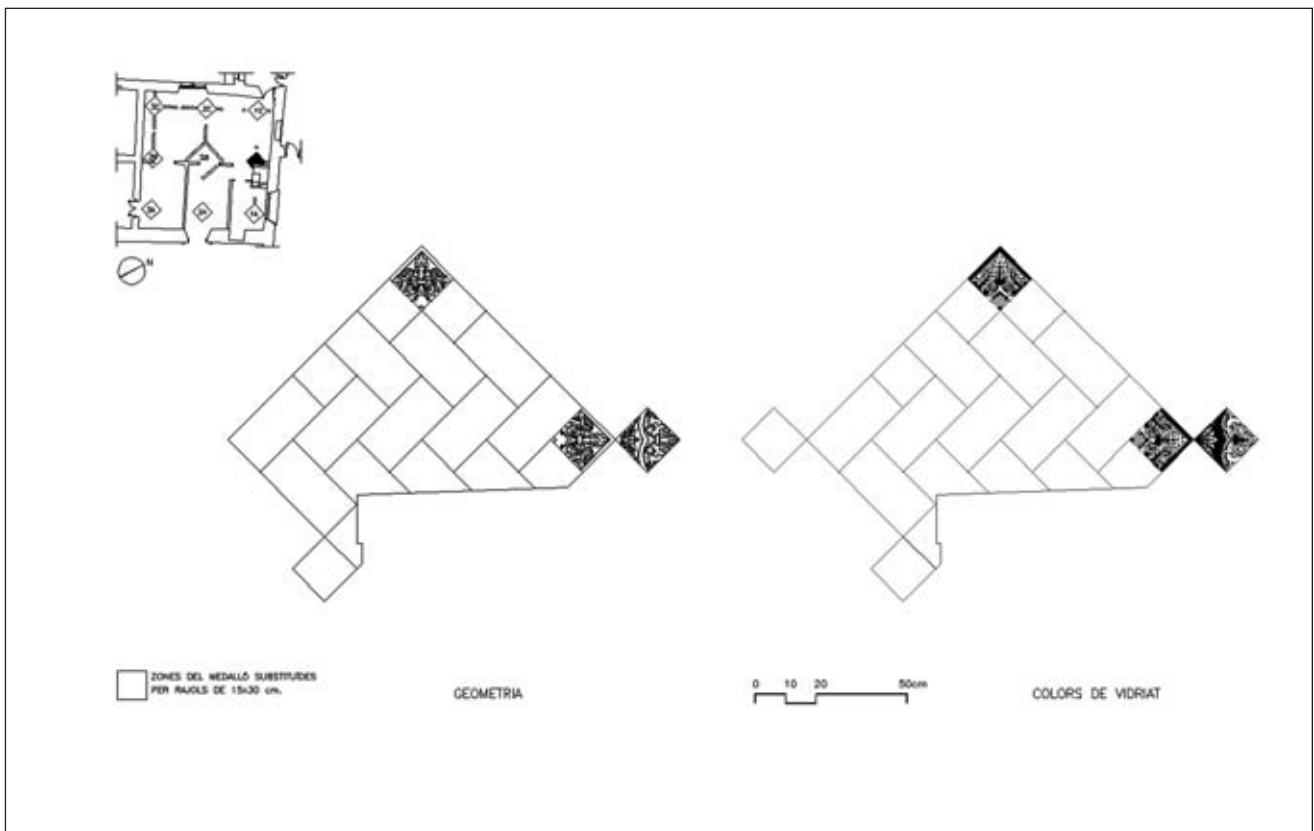 N
ZONES DEL MEDALLÓ SUBSTITUÏDES
PER RAJOLS DE 15x30 cm.
GEOMETRIA
0 10 20 50cm
COLORS DE VIDRIAT